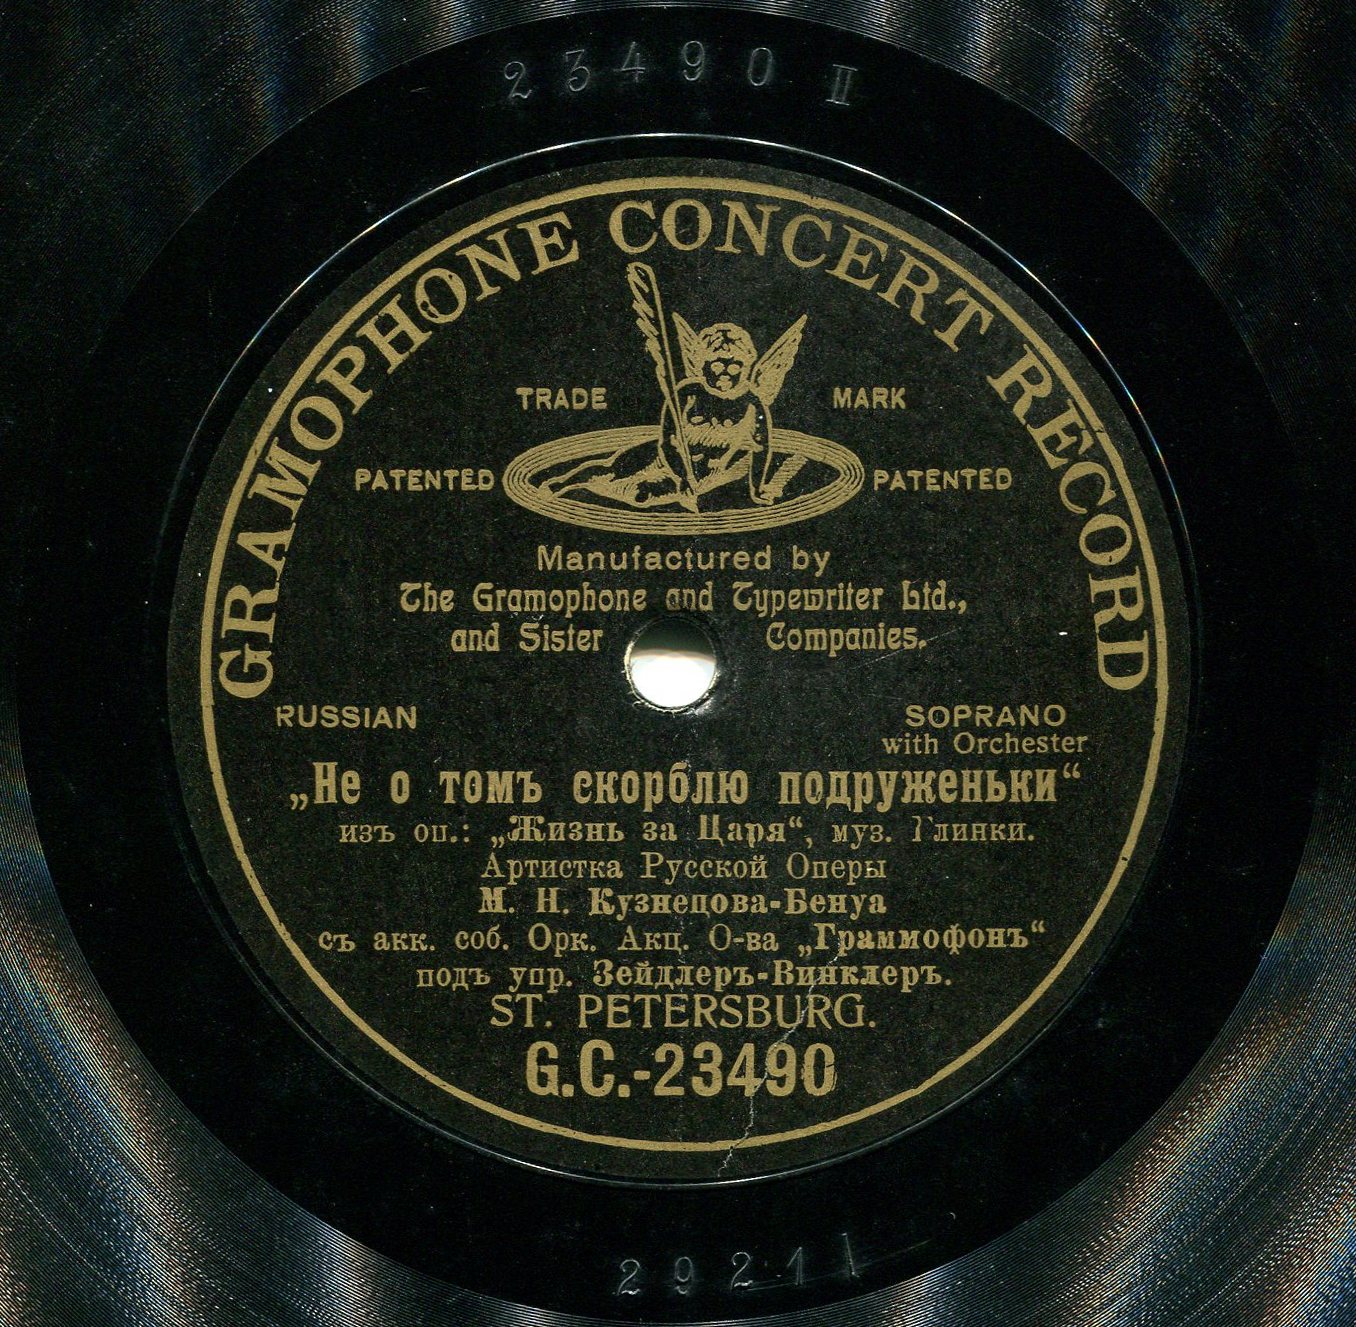 23490 II
GRAMOPHONE CONCERT RECORD
TRADE MARK
PATENTED PATENTED
Manufactured by
The Gramophone and Typewriter Ltd.,
and Sister Companies.
RUSSIAN SOPRANO
with Orchester
„Не о томъ скорблю подруженьки“
изъ оп.: „Жизнь за Царя“, муз. Глинки.
Артистка Русской Оперы
М. Н. Кузнецова-Бенуа
съ акк. соб. Орк. Акц. О-ва „Граммофонъ“
подъ упр. Зейдлеръ-Винклеръ.
ST. PETERSBURG.
G.C.-23490
2921 l